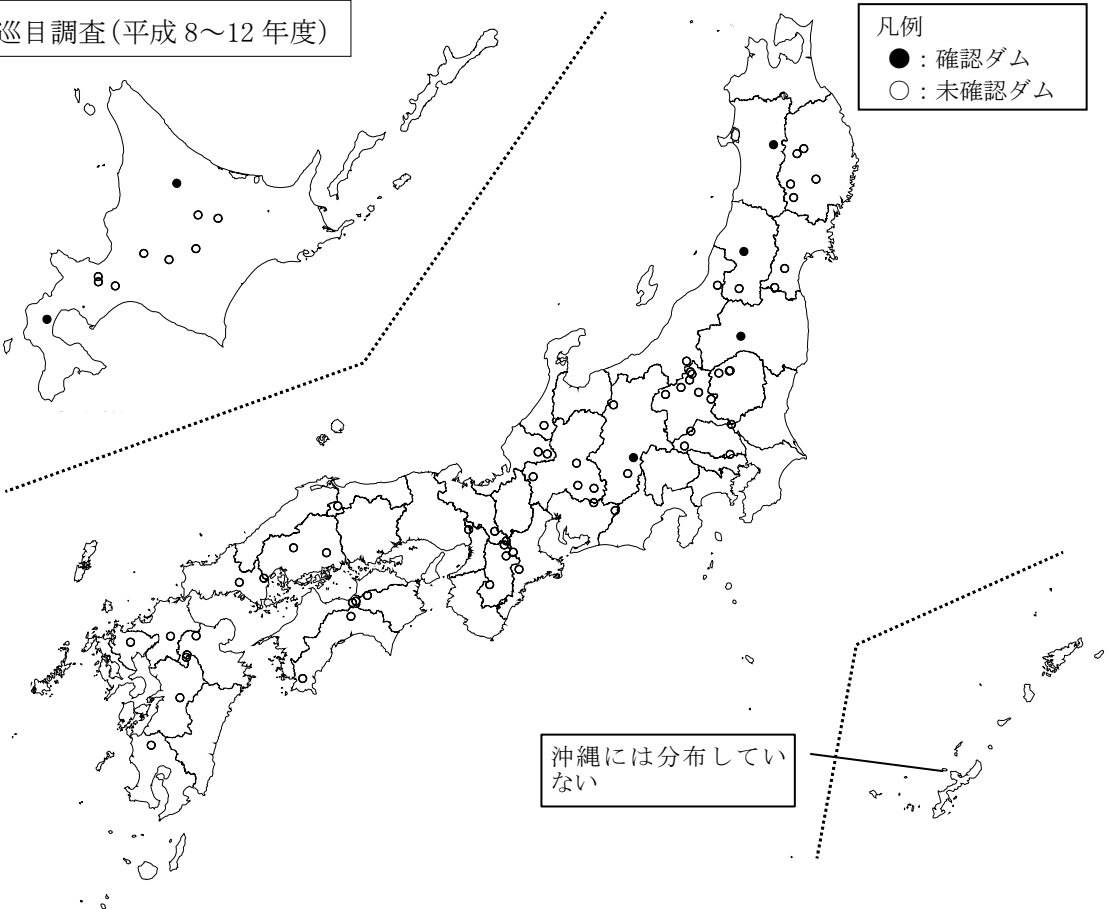 巡目調査(平成 8～12 年度)
凡例
●：確認ダム
○：未確認ダム
沖縄には分布してい
ない